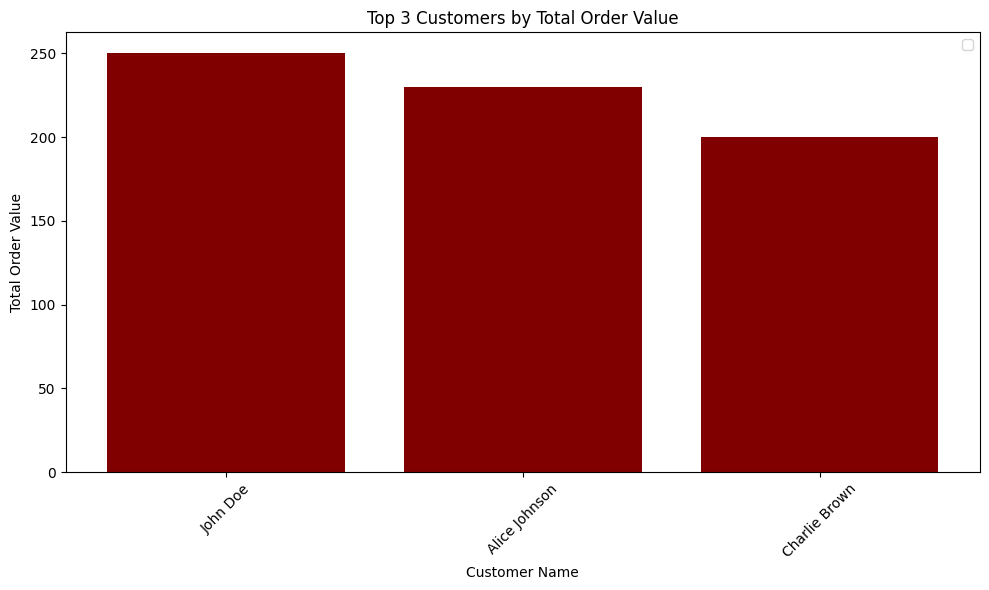 Top 3 Customers by Total Order Value
Total Order Value
250
200
150
100
50
0
John Doe
Alice Johnson
Charlie Brown
Customer Name